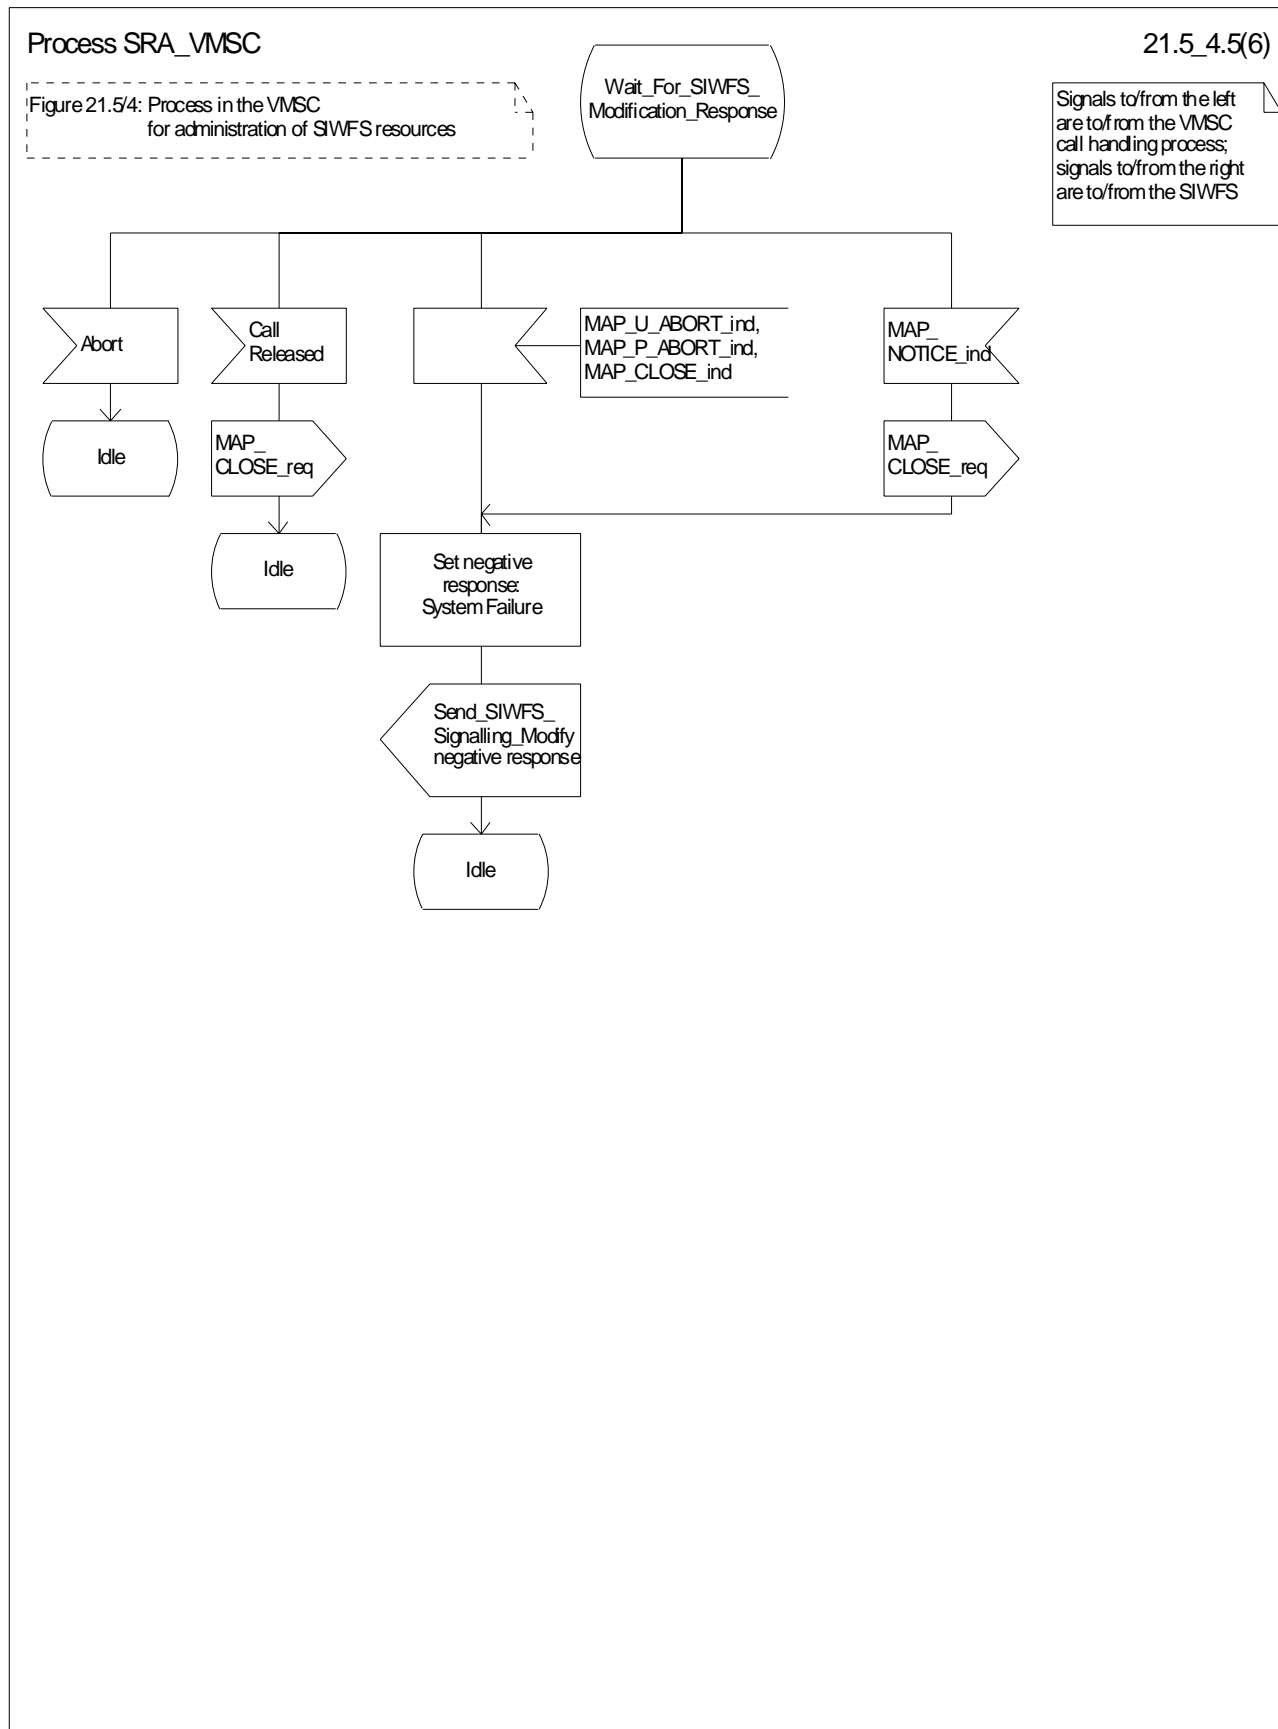 Process SRA_VMSC
21.5_4.5(6)
Figure 21.5/4: Process in the VMSC
for administration of SIWFS resources
Wait_For_SIWFS_
Modification_Response
Signals to/from the left
are to/from the VMSC
call handling process;
signals to/from the right
are to/from the SIWFS
Abort
Call
Released
MAP_U_ABORT_ind,
MAP_P_ABORT_ind,
MAP_CLOSE_ind
MAP_
NOTICE_ind
Idle
MAP_
CLOSE_req
MAP_
CLOSE_req
Idle
Set negative
response:
System Failure
Send_SIWFS_
Signalling_Modify
negative response
Idle